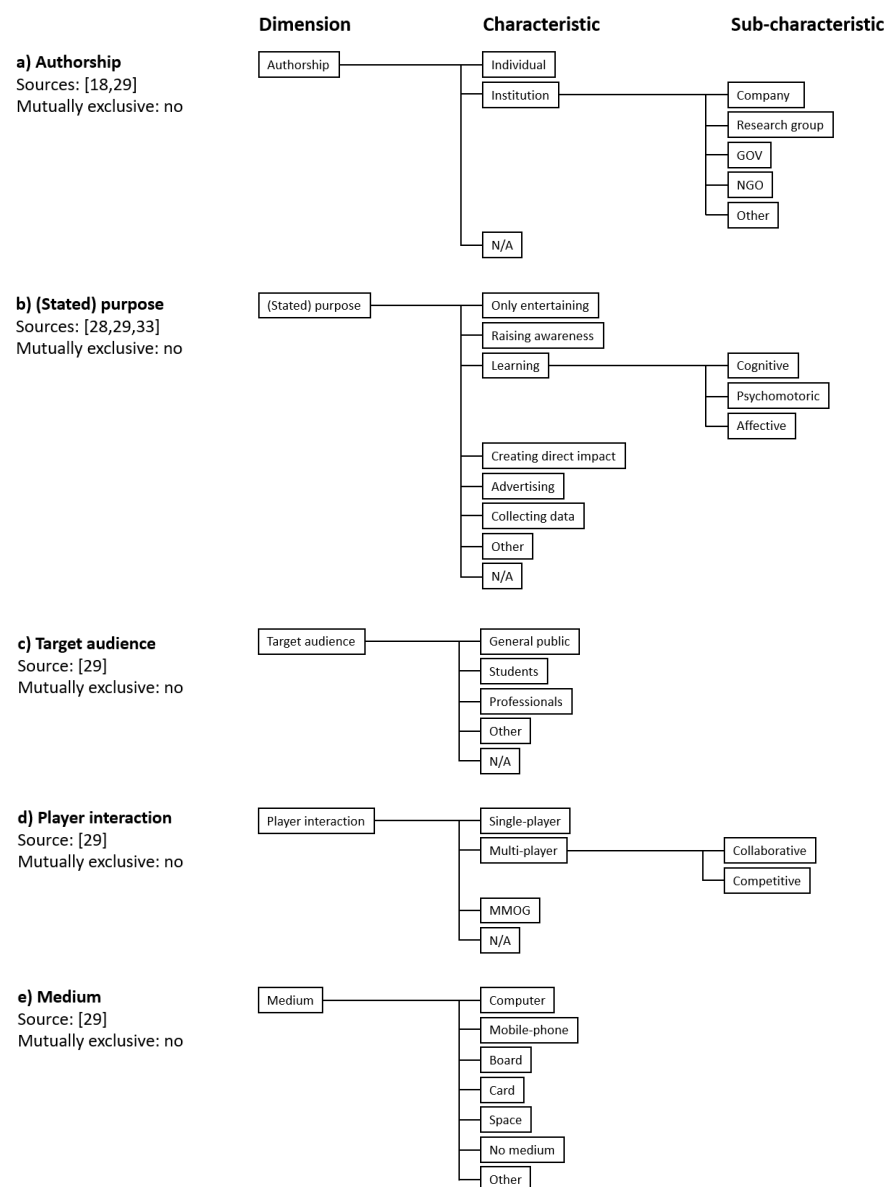 Dimension Characteristic Sub-characteristic
a) Authorship
Sources: [18,29]
Mutually exclusive: no
Authorship
Individual
Institution
Company
Research group
GOV
NGO
Other
N/A
b) (Stated) purpose
Sources: [28,29,33]
Mutually exclusive: no
(Stated) purpose
Only entertaining
Raising awareness
Learning
Cognitive
Psychomotoric
Affective
Creating direct impact
Advertising
Collecting data
Other
N/A
c) Target audience
Source: [29]
Mutually exclusive: no
Target audience
General public
Students
Professionals
Other
N/A
d) Player interaction
Source: [29]
Mutually exclusive: no
Player interaction
Single-player
Multi-player
Collaborative
Competitive
MMOG
N/A
e) Medium
Source: [29]
Mutually exclusive: no
Medium
Computer
Mobile-phone
Board
Card
Space
No medium
Other